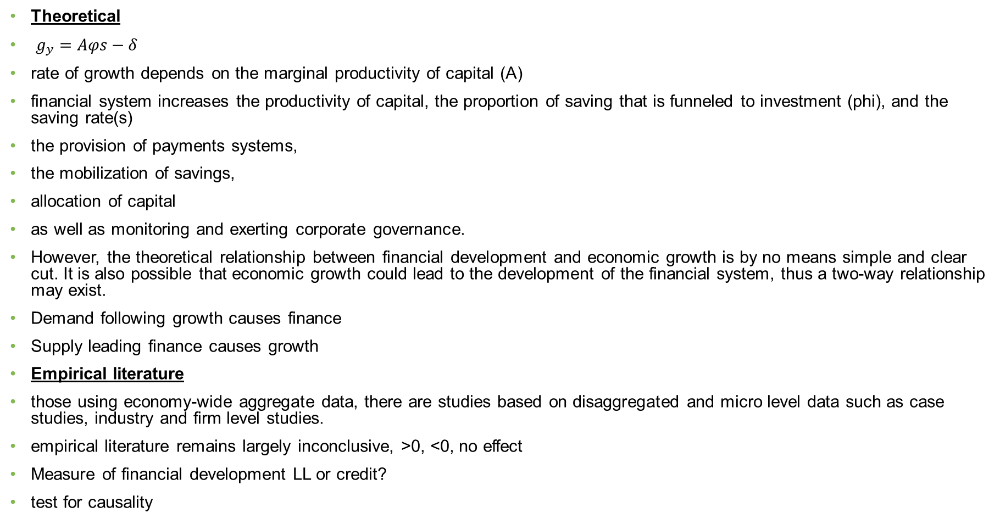 • Theoretical
• g_y = Aφs − δ
• rate of growth depends on the marginal productivity of capital (A)
• financial system increases the productivity of capital, the proportion of saving that is funneled to investment (phi), and the
saving rate(s)
• the provision of payments systems,
• the mobilization of savings,
• allocation of capital
• as well as monitoring and exerting corporate governance.
• However, the theoretical relationship between financial development and economic growth is by no means simple and clear
cut. It is also possible that economic growth could lead to the development of the financial system, thus a two-way relationship
may exist.
• Demand following growth causes finance
• Supply leading finance causes growth
• Empirical literature
• those using economy-wide aggregate data, there are studies based on disaggregated and micro level data such as case
studies, industry and firm level studies.
• empirical literature remains largely inconclusive, >0, <0, no effect
• Measure of financial development LL or credit?
• test for causality